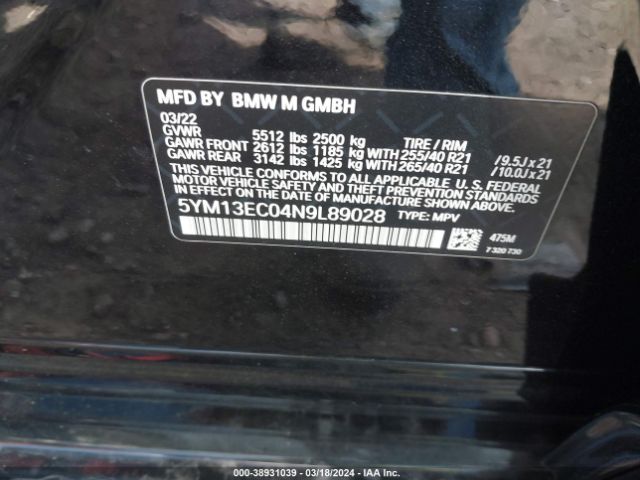 MFD BY BMW M GMBH
03/22
GVWR 5512 lbs 2500 kg TIRE / RIM
GAWR FRONT 2612 lbs 1185 kg WITH 255/40 R21 /9.5J x 21
GAWR REAR 3142 lbs 1425 kg WITH 265/40 R21 /10.0J x 21
THIS VEHICLE CONFORMS TO ALL APPLICABLE U. S. FEDERAL
MOTOR VEHICLE SAFETY, BUMPER, AND THEFT PREVENTION STANDARDS
IN EFFECT ON THE DATE OF MANUFACTURE SHOWN ABOVE.
5YM13EC04N9L89028 TYPE: MPV
475M
7 320 730
000-38931039 - 03/18/2024 - IAA Inc.